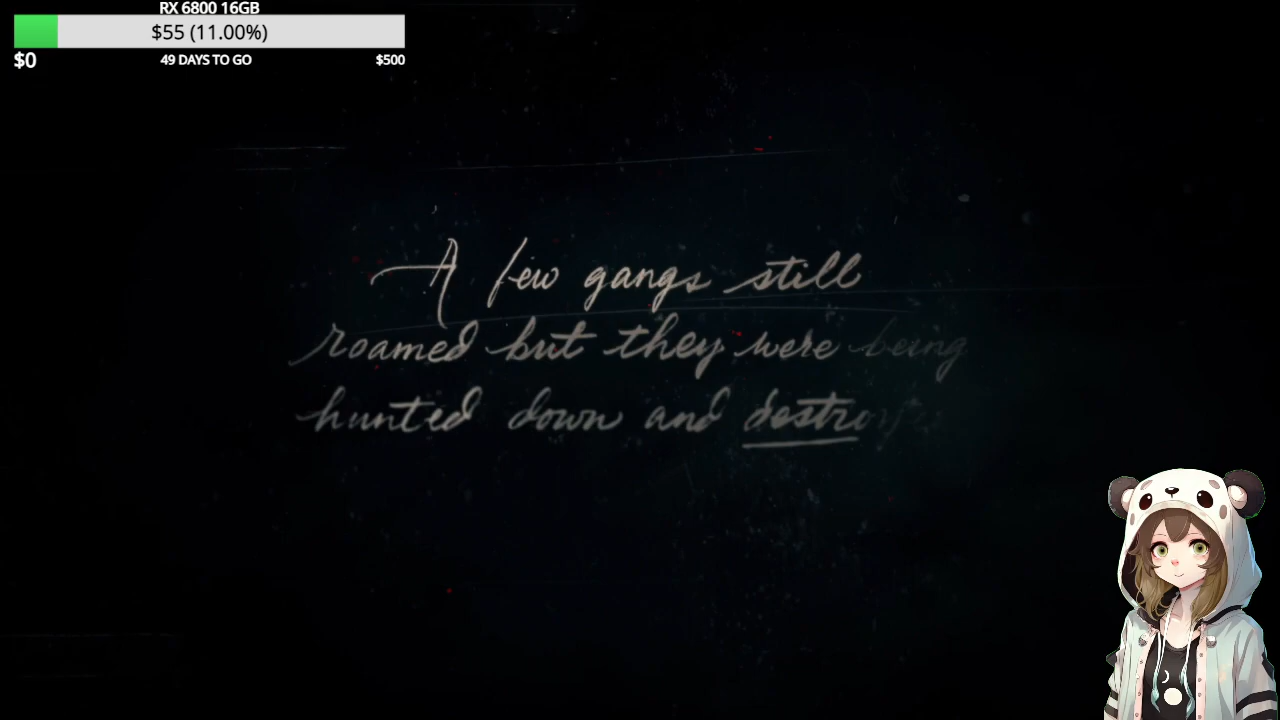 RX 6800 16GB
$55 (11.00%)
$0 49 DAYS TO GO $500
A few gangs still
roamed but they were being
hunted down and